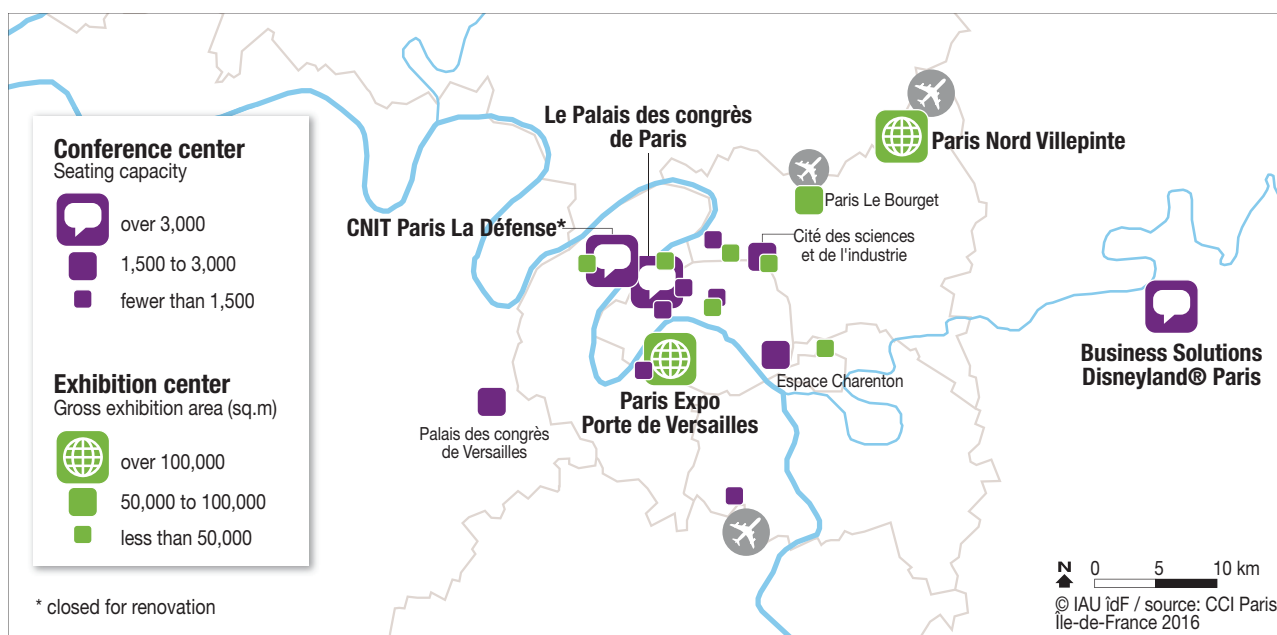 Conference center
Seating capacity
over 3,000
1,500 to 3,000
fewer than 1,500
Exhibition center
Gross exhibition area (sq.m)
over 100,000
50,000 to 100,000
less than 50,000
* closed for renovation
Le Palais des congrès
de Paris
CNIT Paris La Défense*
Paris Nord Villepinte
Paris Le Bourget
Cité des sciences
et de l'industrie
Business Solutions
Disneyland® Paris
Espace Charenton
Paris Expo
Porte de Versailles
Palais des congrès
de Versailles
N 0 5 10 km
© IAU îdF / source: CCI Paris
Île-de-France 2016